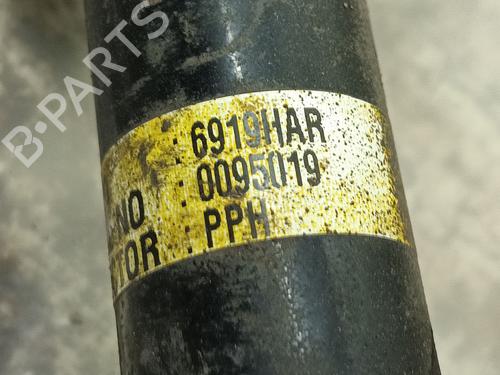 B-PARTS
: 6919HAR
NO : 0095019
TOR : PPH